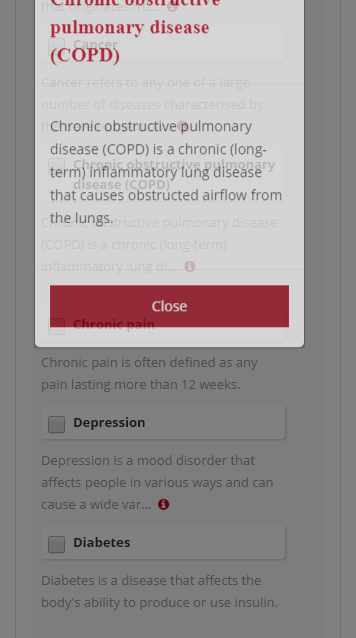 that originates fro...
Chronic obstructive
pulmonary disease
(COPD)
Cancer
Cancer refers to any one of a large
number of diseases characterised by
Chronic obstructive pulmonary
disease (COPD) is a chronic (long-
term) inflammatory lung disease
that causes obstructed airflow from
the lungs.
Chronic obstructive pulmonary
disease (COPD)
Chronic obstructive pulmonary disease
(COPD) is a chronic (long-term)
inflammatory lung di...
Close
Chronic pain
Chronic pain is often defined as any
pain lasting more than 12 weeks.
Depression
Depression is a mood disorder that
affects people in various ways and can
cause a wide var...
Diabetes
Diabetes is a disease that affects the
body's ability to produce or use insulin.